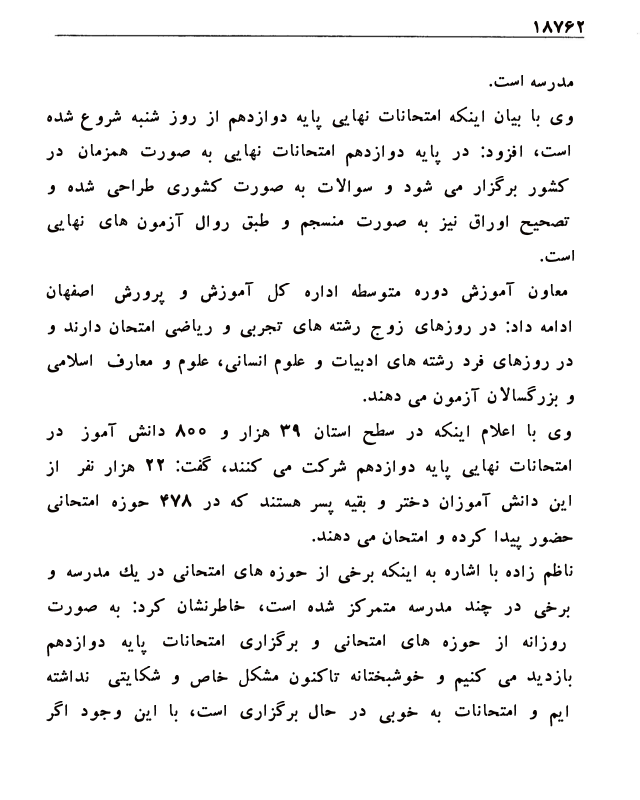 ۱۸۷۶۲
مدرسه است.
وی با بیان اینکه امتحانات نهایی پایه دوازدهم از روز شنبه شروع شده
است، افزود: در پایه دوازدهم امتحانات نهایی به صورت همزمان در
کشور برگزار می شود و سوالات به صورت کشوری طراحی شده و
تصحیح اوراق نیز به صورت منسجم و طبق روال آزمون های نهایی
است.
معاون آموزش دوره متوسطه اداره کل آموزش و پرورش اصفهان
ادامه داد: در روزهای زوج رشته های تجربی و ریاضی امتحان دارند و
در روزهای فرد رشته های ادبیات و علوم انسانی، علوم و معارف اسلامی
و بزرگسالان آزمون می دهند.
وی با اعلام اینکه در سطح استان ۳۹ هزار و ۸۰۰ دانش آموز در
امتحانات نهایی پایه دوازدهم شرکت می کنند، گفت: ۲۲ هزار نفر از
این دانش آموزان دختر و بقیه پسر هستند که در ۴۷۸ حوزه امتحانی
حضور پیدا کرده و امتحان می دهند.
ناظم زاده با اشاره به اینکه برخی از حوزه های امتحانی در یك مدرسه و
برخی در چند مدرسه متمرکز شده است، خاطرنشان کرد: به صورت
روزانه از حوزه های امتحانی و برگزاری امتحانات پایه دوازدهم
بازدید می کنیم و خوشبختانه تاکنون مشکل خاص و شکایتی نداشته
ایم و امتحانات به خوبی در حال برگزاری است، با این وجود اگر